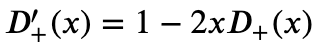 D′₊(x) = 1 − 2xD₊(x)